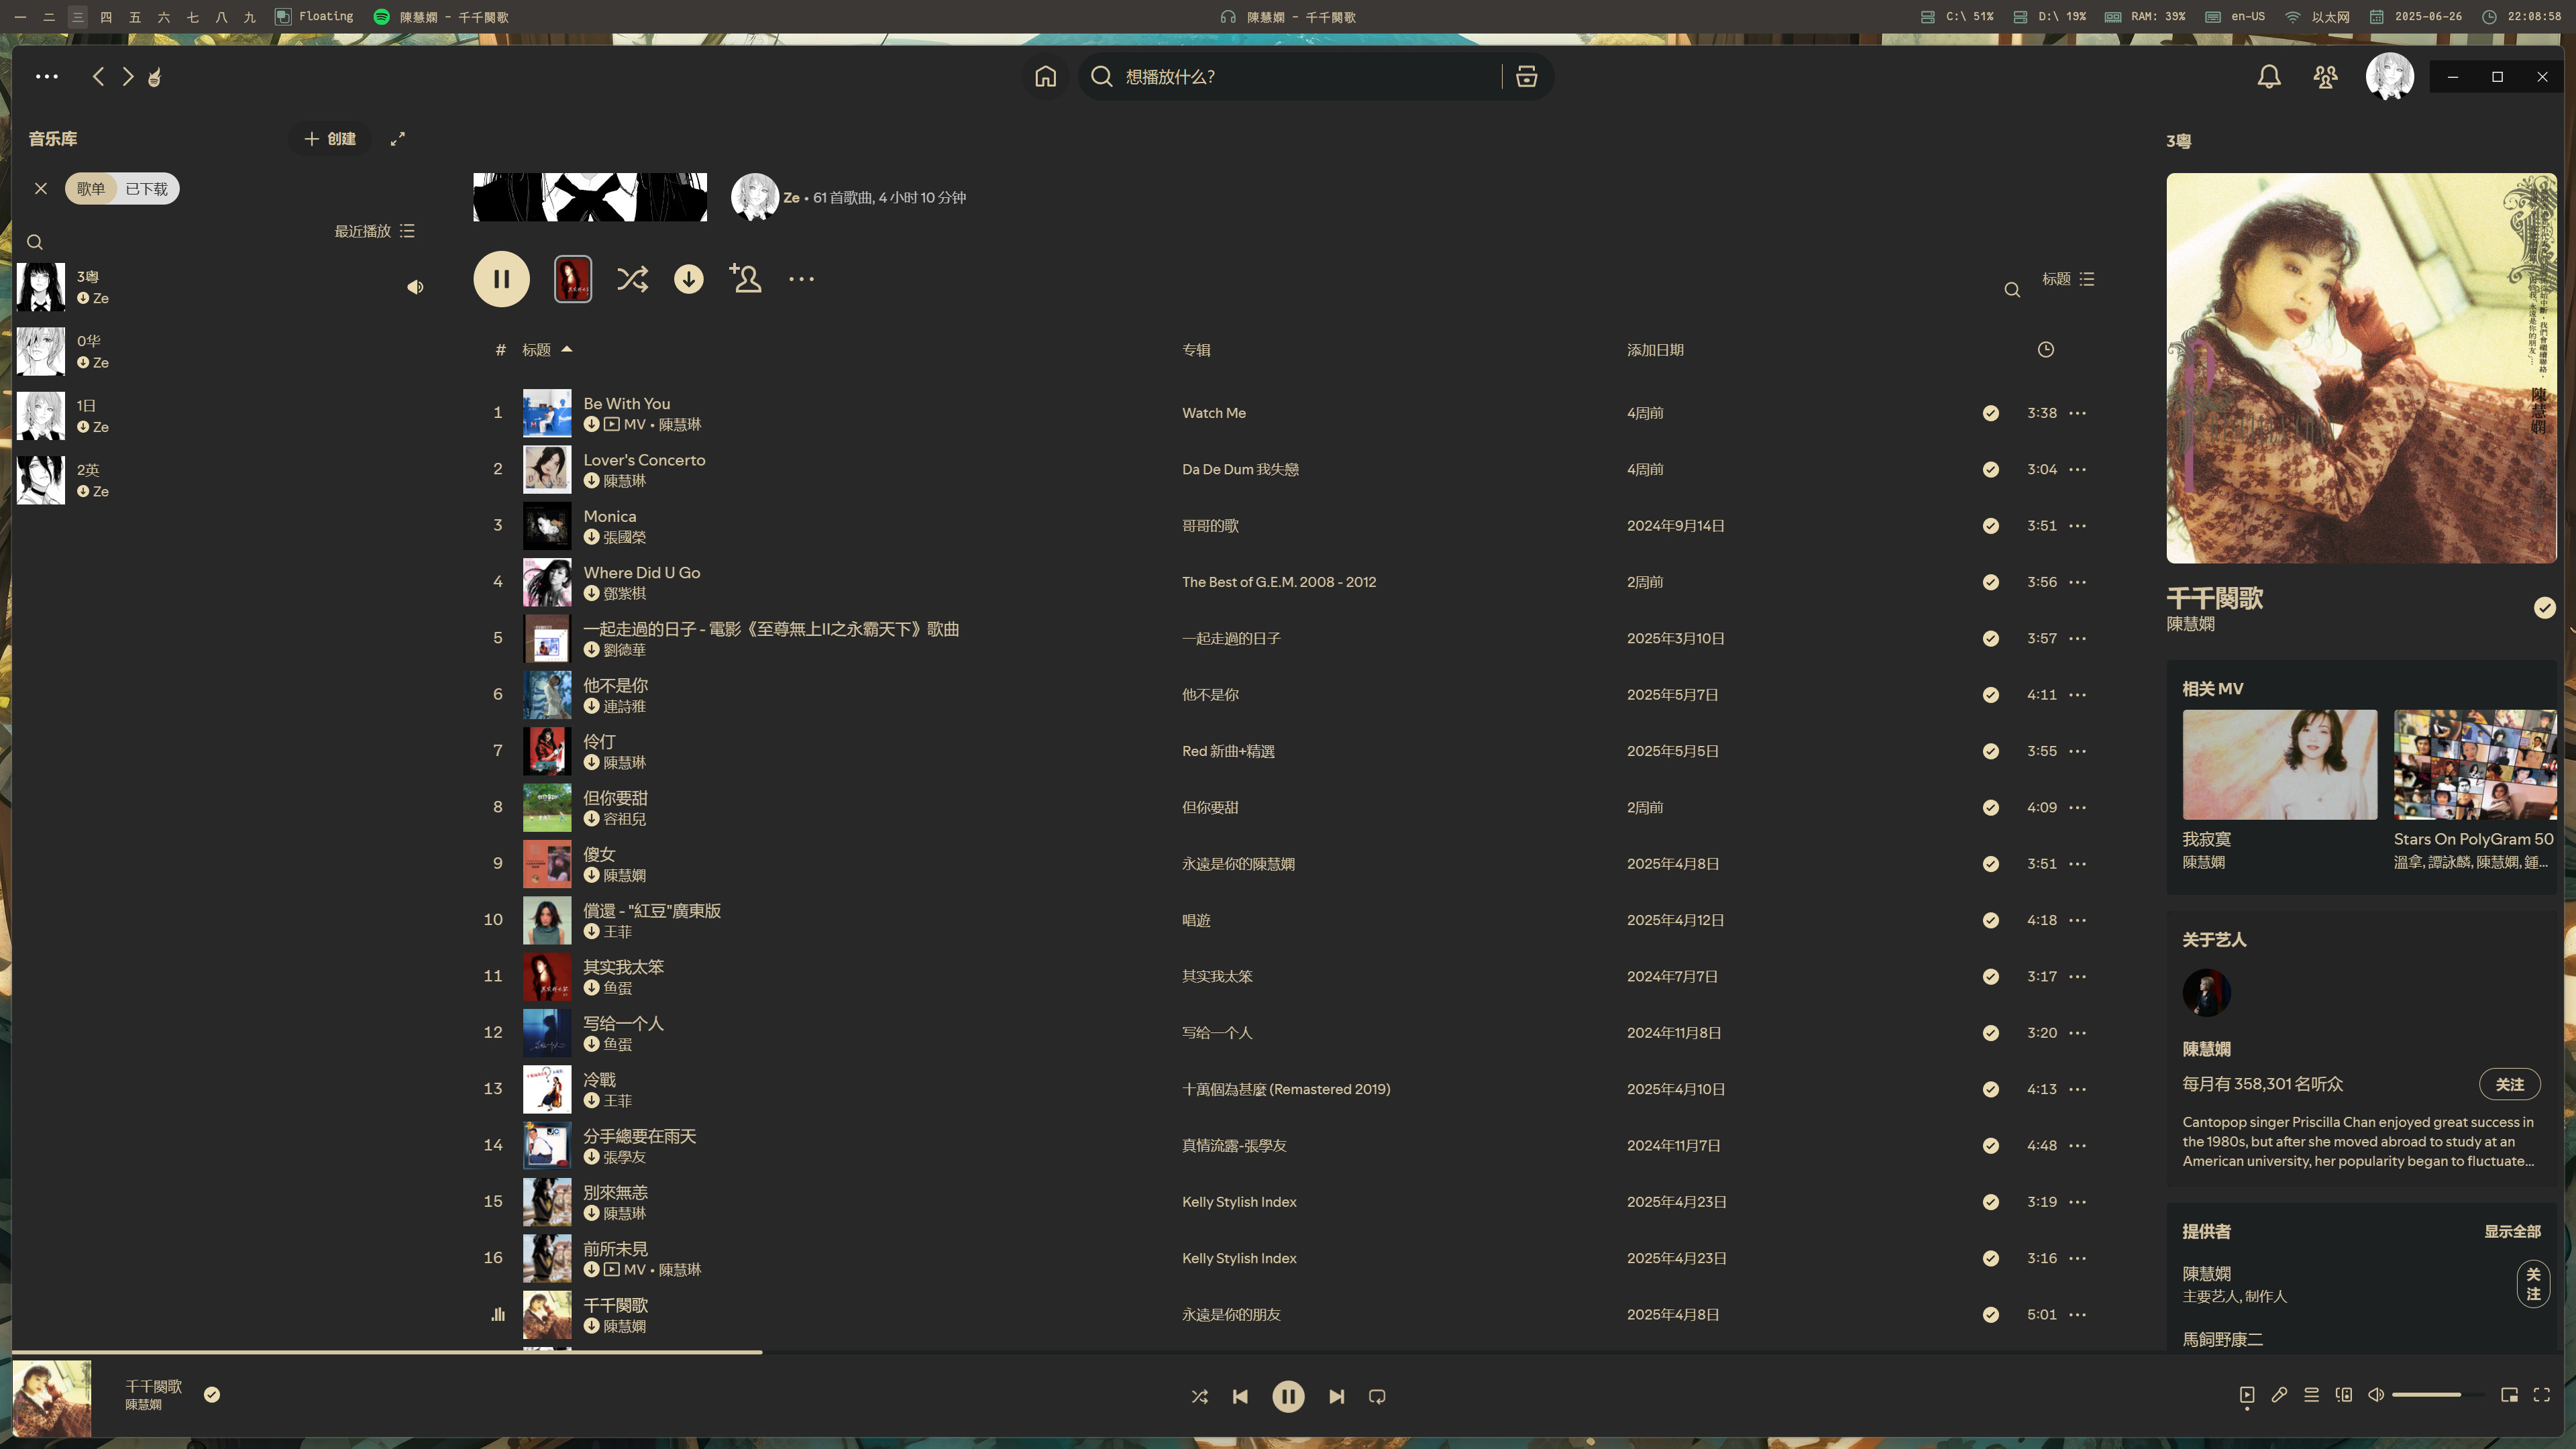 一 二 三 四 五 六 七 八 九 Floating 陳慧嫻 - 千千闋歌
陳慧嫻 - 千千闋歌
C:\ 51% D:\ 19% RAM: 39% en-US 以太网 2025-06-26 22:08:58
想播放什么?
音乐库
创建
歌单 已下载
最近播放
3粤
Ze
0华
Ze
1日
Ze
2英
Ze
Ze • 61 首歌曲, 4 小时 10 分钟
标题
# 标题 专辑 添加日期
1 Be With You Watch Me 4周前 3:38
MV • 陳慧琳
2 Lover's Concerto Da De Dum 我失戀 4周前 3:04
陳慧琳
3 Monica 哥哥的歌 2024年9月14日 3:51
張國榮
4 Where Did U Go The Best of G.E.M. 2008 - 2012 2周前 3:56
鄧紫棋
5 一起走過的日子 - 電影《至尊無上II之永霸天下》歌曲 一起走過的日子 2025年3月10日 3:57
劉德華
6 他不是你 他不是你 2025年5月7日 4:11
連詩雅
7 伶仃 Red 新曲+精選 2025年5月5日 3:55
陳慧琳
8 但你要甜 但你要甜 2周前 4:09
容祖兒
9 傻女 永遠是你的陳慧嫻 2025年4月8日 3:51
陳慧嫻
10 償還 - "紅豆"廣東版 唱遊 2025年4月12日 4:18
王菲
11 其实我太笨 其实我太笨 2024年7月7日 3:17
鱼蛋
12 写给一个人 写给一个人 2024年11月8日 3:20
鱼蛋
13 冷戰 十萬個為甚麼 (Remastered 2019) 2025年4月10日 4:13
王菲
14 分手總要在雨天 真情流露-張學友 2024年11月7日 4:48
張學友
15 別來無恙 Kelly Stylish Index 2025年4月23日 3:19
陳慧琳
16 前所未見 Kelly Stylish Index 2025年4月23日 3:16
MV • 陳慧琳
千千闋歌 永遠是你的朋友 2025年4月8日 5:01
陳慧嫻
3粤
陳慧嫻
千千闋歌
陳慧嫻
相关 MV
我寂寞
陳慧嫻
Stars On PolyGram 50
溫拿, 譚詠麟, 陳慧嫻, 鍾...
关于艺人
陳慧嫻
每月有 358,301 名听众
关注
Cantopop singer Priscilla Chan enjoyed great success in
the 1980s, but after she moved abroad to study at an
American university, her popularity began to fluctuate...
提供者 显示全部
陳慧嫻
主要艺人, 制作人
关注
馬飼野康二
千千闋歌
陳慧嫻